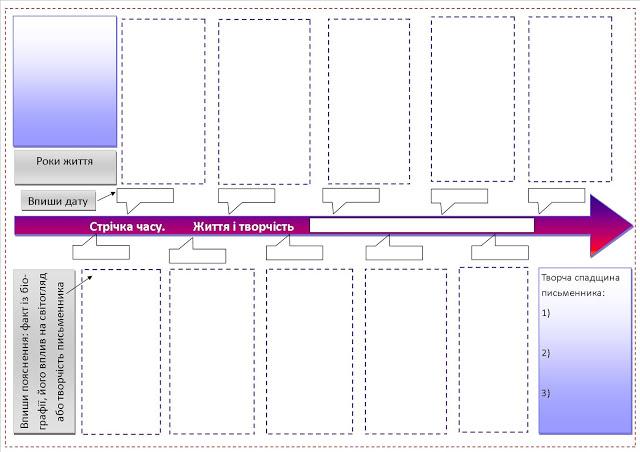 Роки життя
Впиши дату
Стрічка часу. Життя і творчість
Впиши пояснення: факт із біо-
графії, його вплив на світогляд
або творчість письменника
Творча спадщина
письменника:
1)
2)
3)